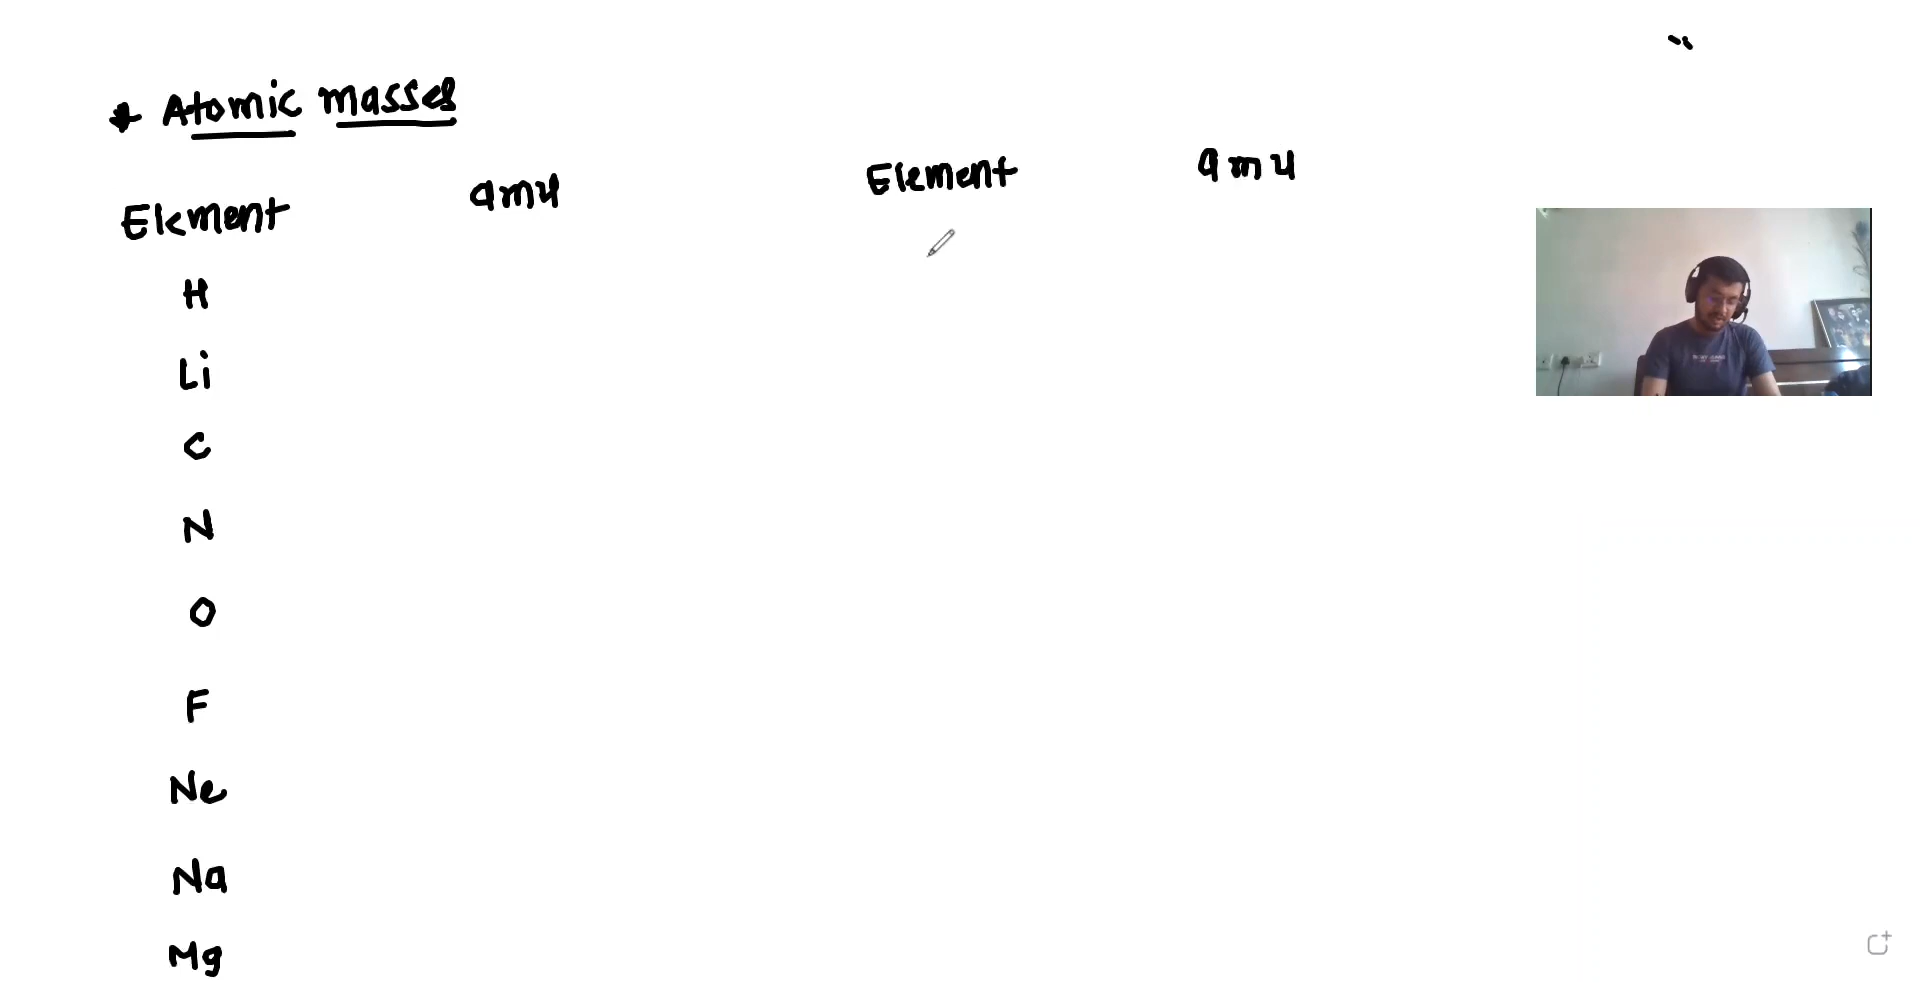 * Atomic masses
Element amu Element amu
H
Li
C
N
O
F
Ne
Na
Mg